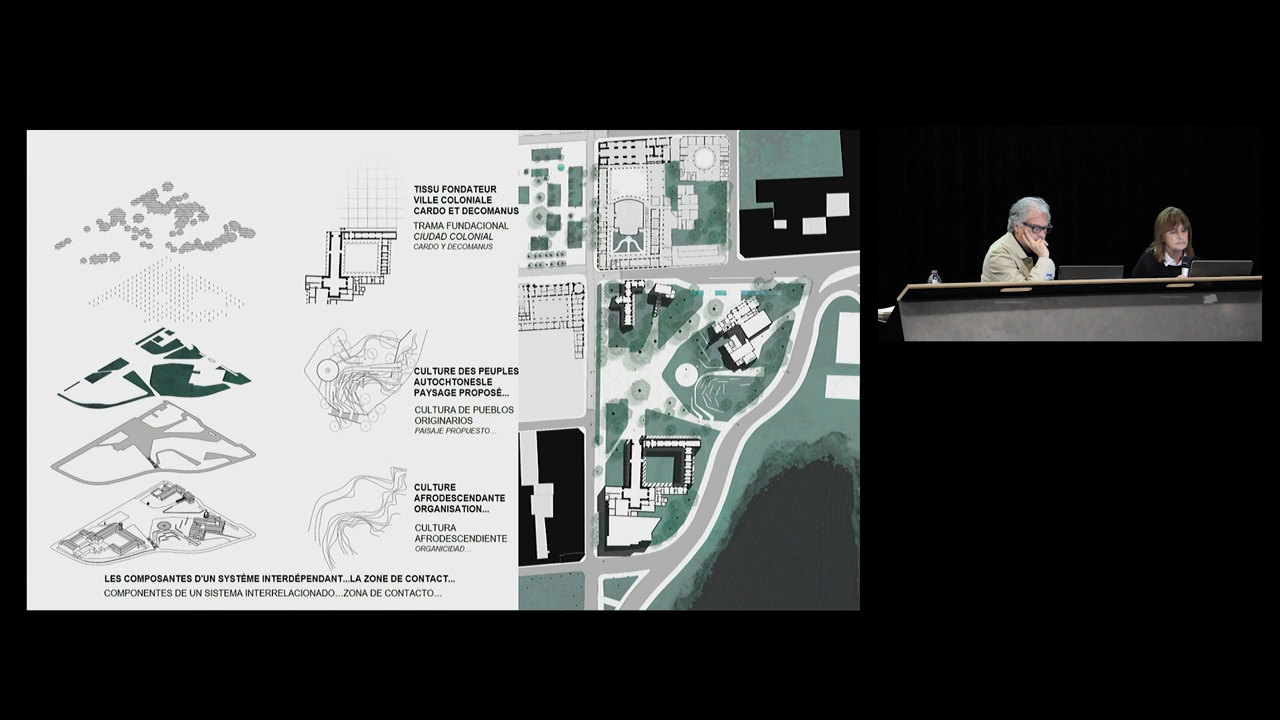 TISSU FONDATEUR
VILLE COLONIALE
CARDO ET DECOMANUS
TRAMA FUNDACIONAL
CIUDAD COLONIAL
CARDO Y DECOMANUS
CULTURE DES PEUPLES
AUTOCHTONESLE
PAYSAGE PROPOSÉ...
CULTURA DE PUEBLOS
ORIGINARIOS
PAISAJE PROPUESTO...
CULTURE
AFRODESCENDANTE
ORGANISATION...
CULTURA
AFRODESCENDIENTE
ORGANICIDAD...
LES COMPOSANTES D'UN SYSTÈME INTERDÉPENDANT...LA ZONE DE CONTACT...
COMPONENTES DE UN SISTEMA INTERRELACIONADO...ZONA DE CONTACTO...